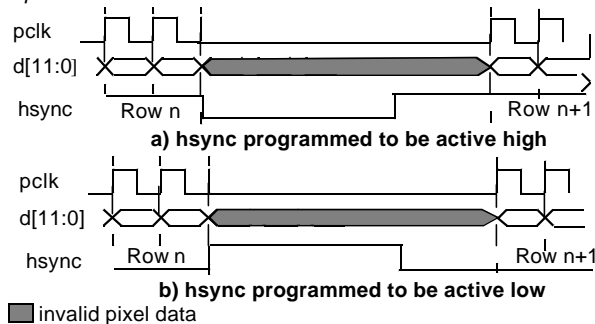 pclk
d[11:0]
hsync
Row n
Row n+1
a) hsync programmed to be active high
pclk
d[11:0]
hsync
Row n
Row n+1
b) hsync programmed to be active low
invalid pixel data